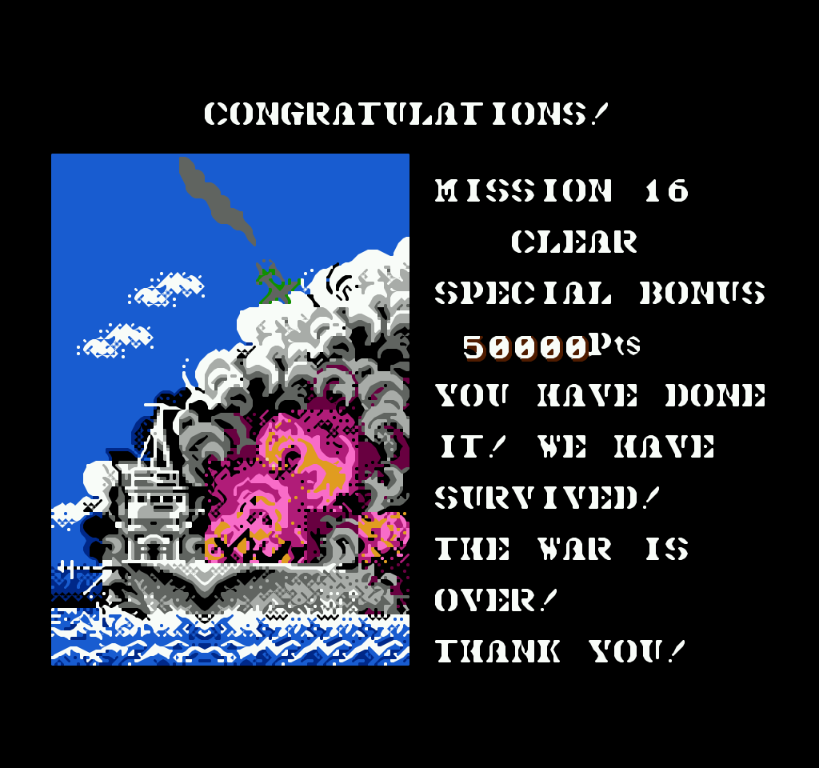 CONGRATULATIONS!
MISSION 16
CLEAR
SPECIAL BONUS
50000Pts
YOU HAVE DONE
IT! WE HAVE
SURVIVED!
THE WAR IS
OVER!
THANK YOU!